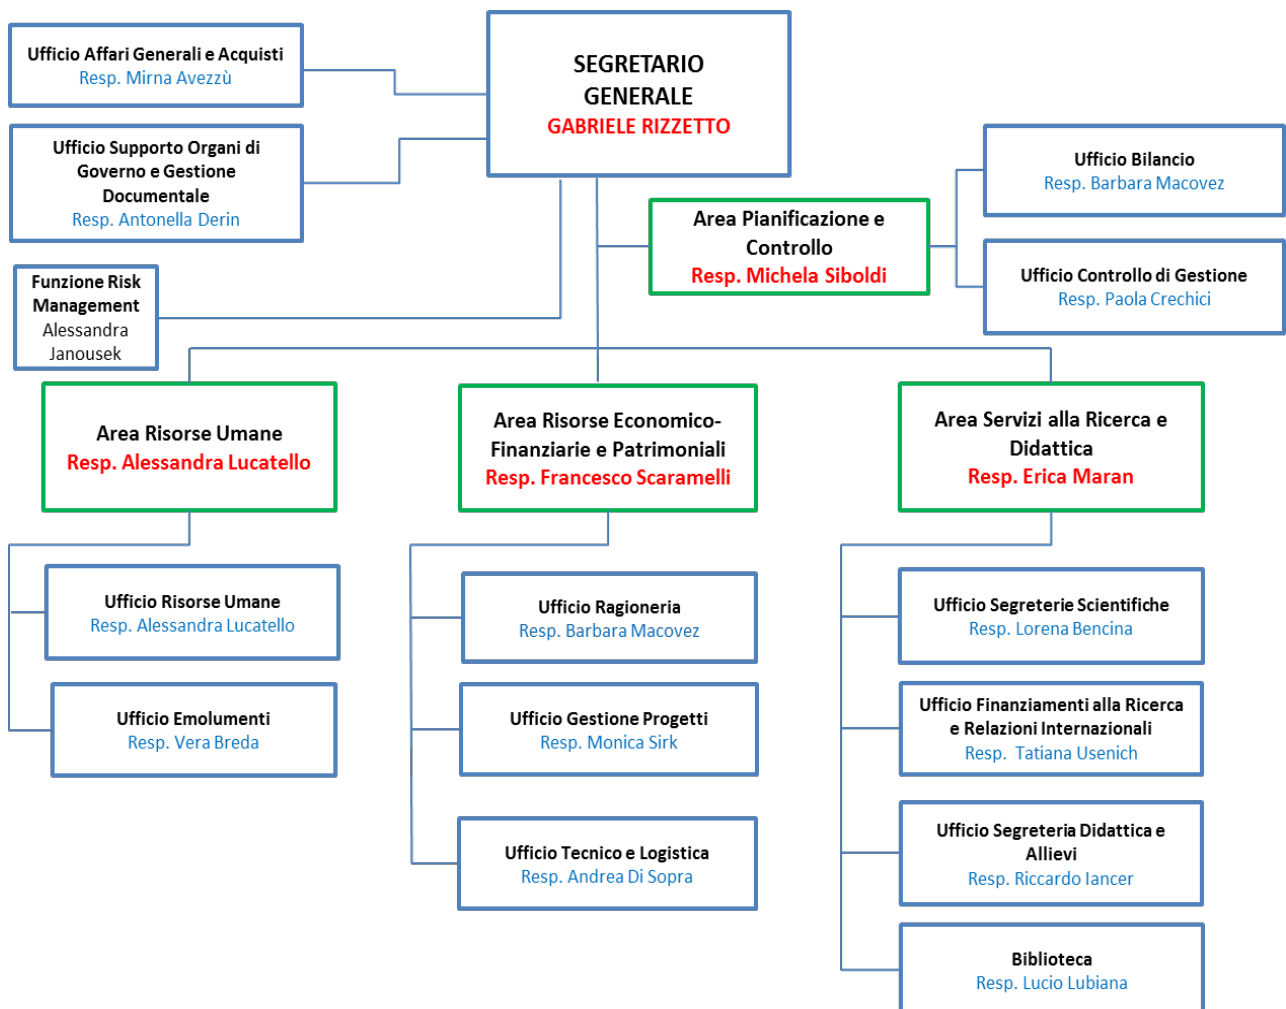 Ufficio Affari Generali e Acquisti
Resp. Mirna Avezzù
SEGRETARIO
GENERALE
GABRIELE RIZZETTO
Ufficio Supporto Organi di
Governo e Gestione
Documentale
Resp. Antonella Derin
Ufficio Bilancio
Resp. Barbara Macovez
Area Pianificazione e
Controllo
Resp. Michela Siboldi
Ufficio Controllo di Gestione
Resp. Paola Crechici
Funzione Risk
Management
Alessandra
Janousek
Area Risorse Umane
Resp. Alessandra Lucatello
Area Risorse Economico-
Finanziarie e Patrimoniali
Resp. Francesco Scaramelli
Area Servizi alla Ricerca e
Didattica
Resp. Erica Maran
Ufficio Risorse Umane
Resp. Alessandra Lucatello
Ufficio Emolumenti
Resp. Vera Breda
Ufficio Ragioneria
Resp. Barbara Macovez
Ufficio Gestione Progetti
Resp. Monica Sirk
Ufficio Tecnico e Logistica
Resp. Andrea Di Sopra
Ufficio Segreterie Scientifiche
Resp. Lorena Bencina
Ufficio Finanziamenti alla Ricerca
e Relazioni Internazionali
Resp. Tatiana Usenich
Ufficio Segreteria Didattica e
Allievi
Resp. Riccardo Iancer
Biblioteca
Resp. Lucio Lubiana